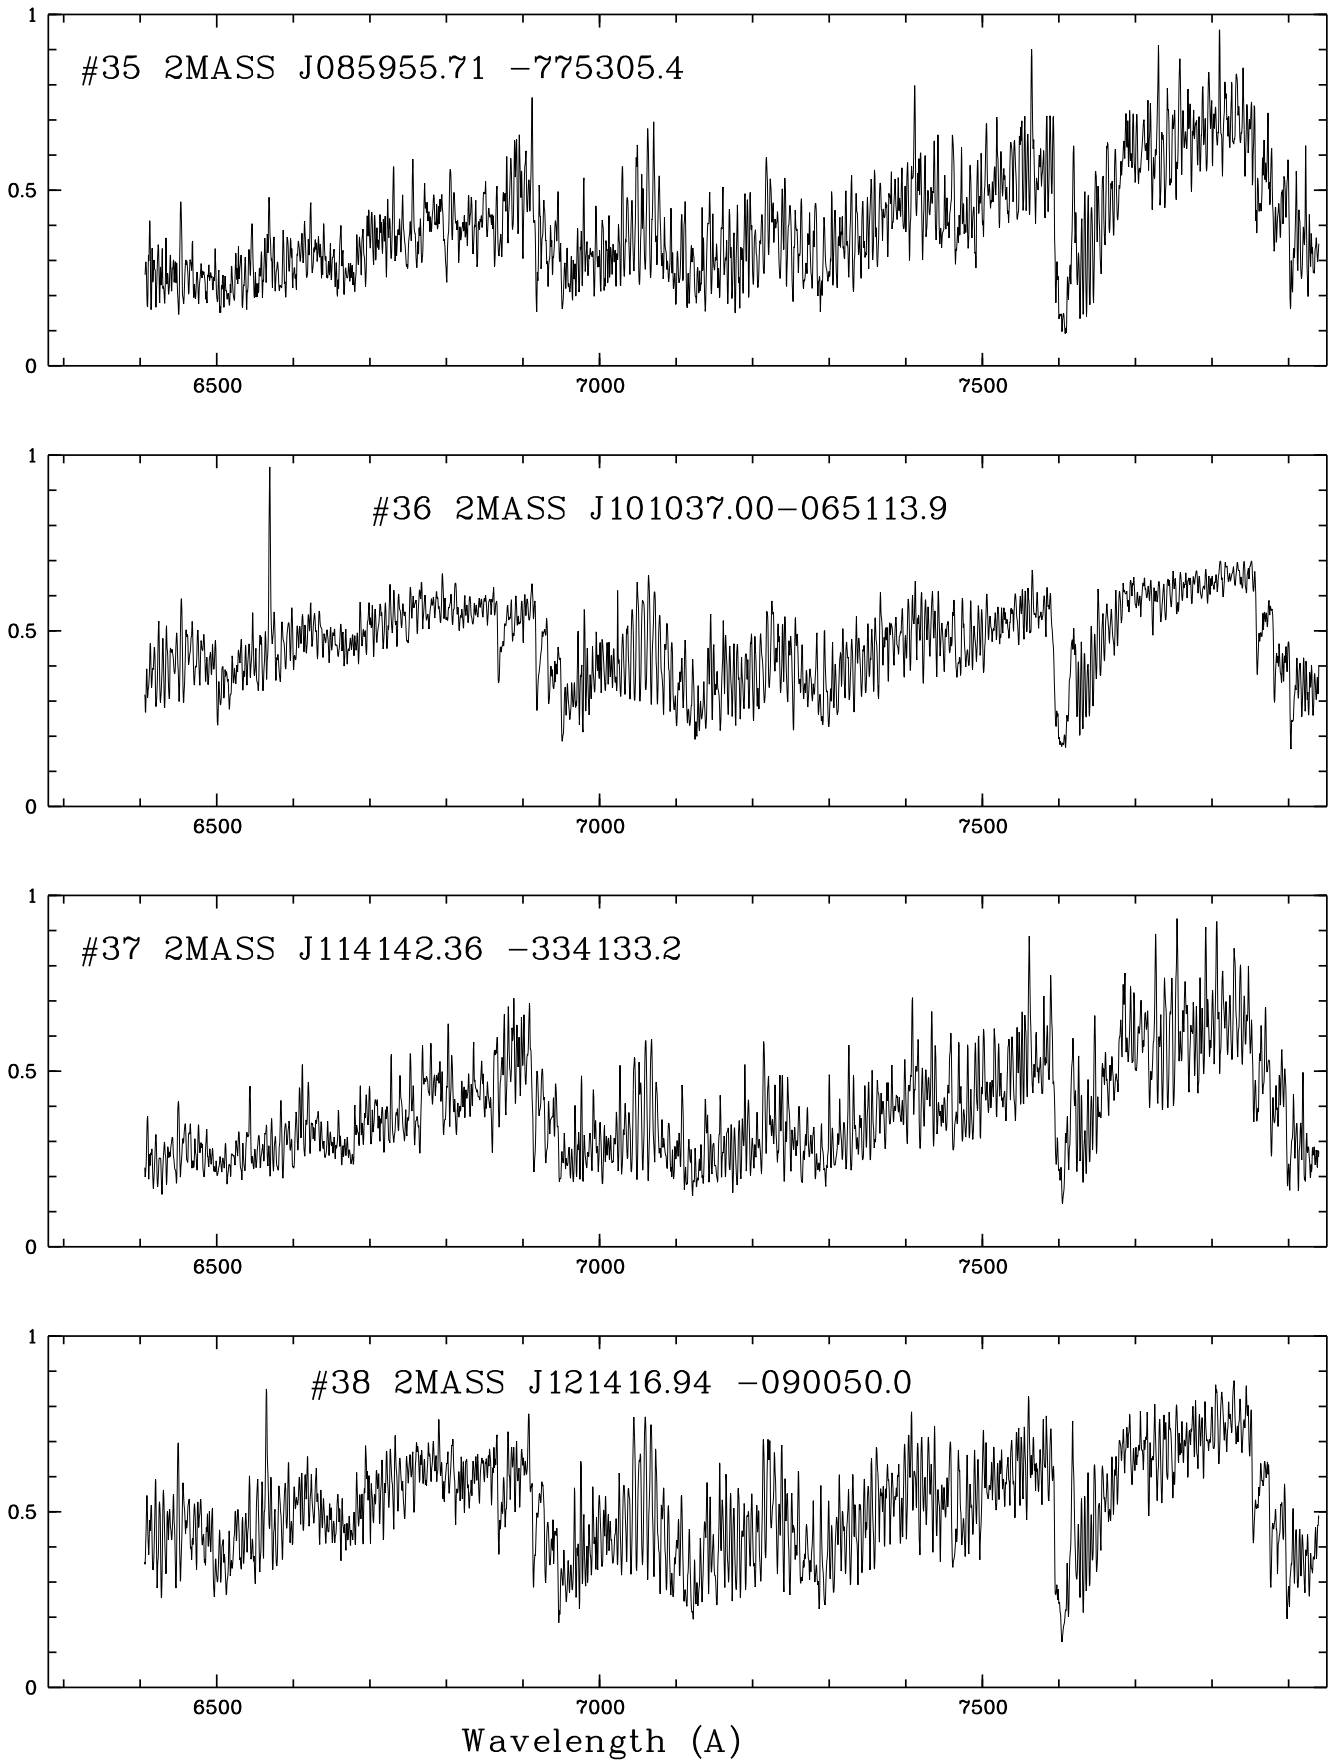 1
#35 2MASS J085955.71 -775305.4
0.5
0
6500 7000 7500
1
#36 2MASS J101037.00-065113.9
0.5
0
6500 7000 7500
1
#37 2MASS J114142.36 -334133.2
0.5
0
6500 7000 7500
1
#38 2MASS J121416.94 -090050.0
0.5
0
6500 7000 7500
Wavelength (A)